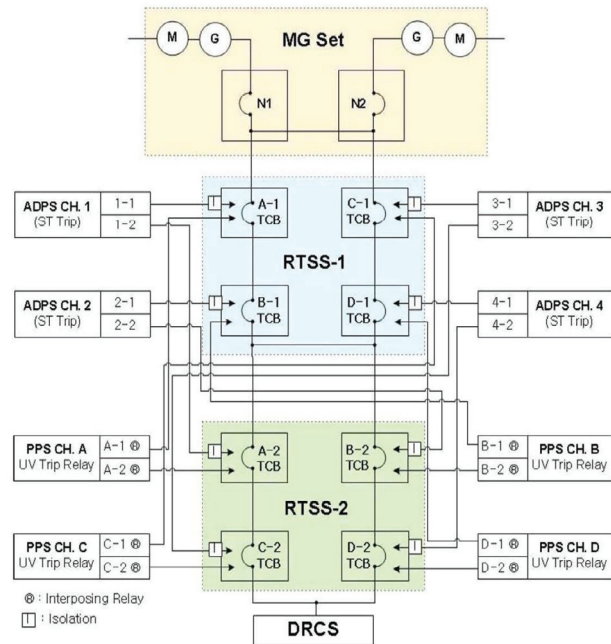 MG Set
M
G
G
M
N1
N2
ADPS CH. 1
(ST Trip)
1-1
1-2
I
A-1
TCB
C-1
TCB
I
3-1
3-2
ADPS CH. 3
(ST Trip)
RTSS-1
ADPS CH. 2
(ST Trip)
2-1
2-2
I
B-1
TCB
D-1
TCB
I
4-1
4-2
ADPS CH. 4
(ST Trip)
PPS CH. A
UV Trip Relay
A-1 ®
A-2 ®
I
A-2
TCB
B-2
TCB
I
B-1 ®
B-2 ®
PPS CH. B
UV Trip Relay
RTSS-2
PPS CH. C
UV Trip Relay
C-1 ®
C-2 ®
I
C-2
TCB
D-2
TCB
I
D-1 ®
D-2 ®
PPS CH. D
UV Trip Relay
® : Interposing Relay
I : Isolation
DRCS